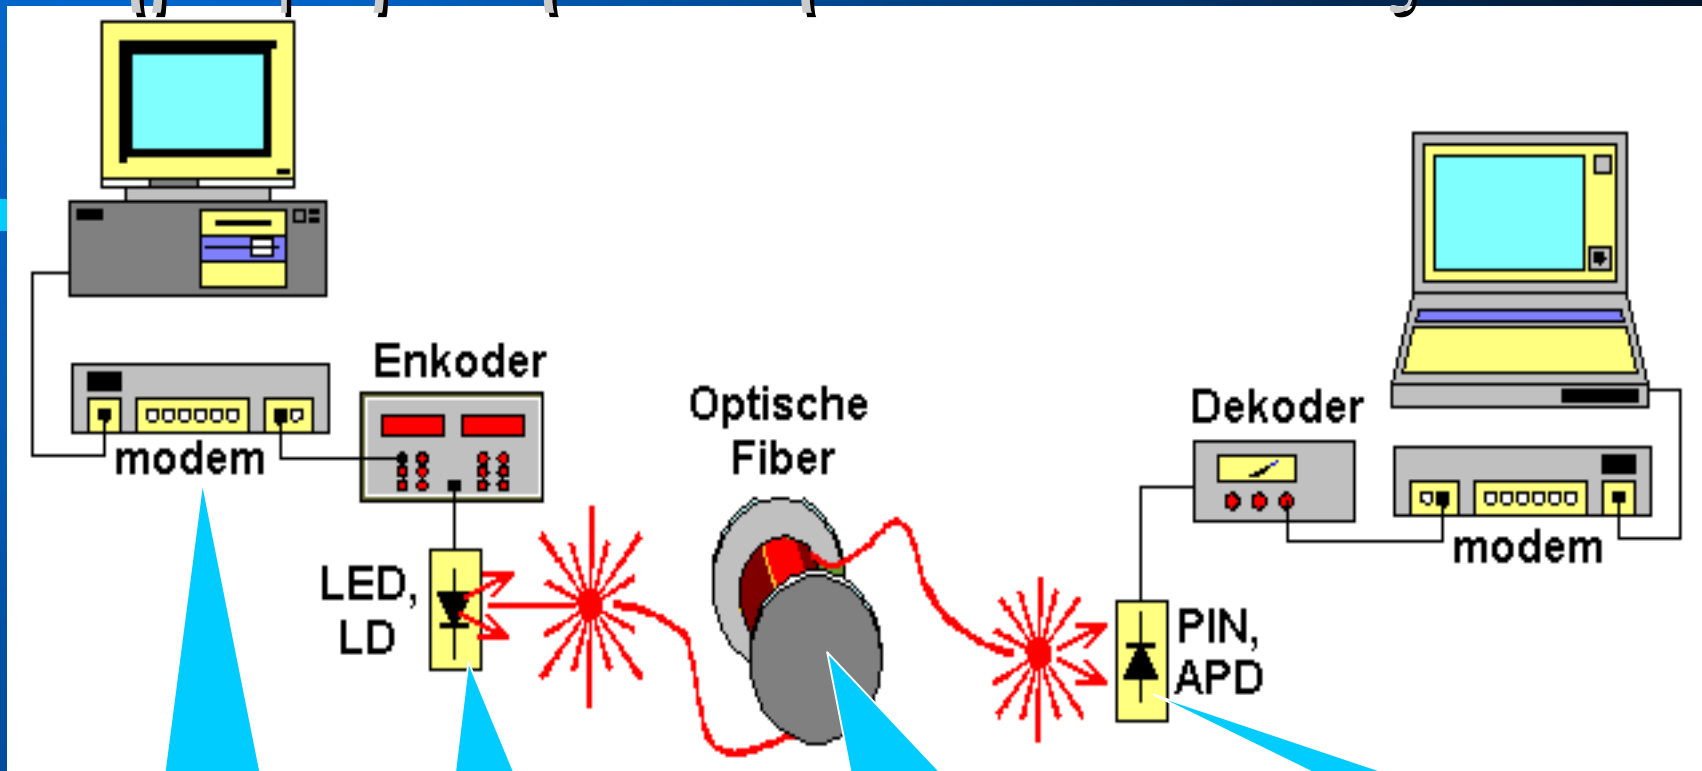 Enkoder
Optische
Fiber
Dekoder
modem
modem
LED,
LD
PIN,
APD